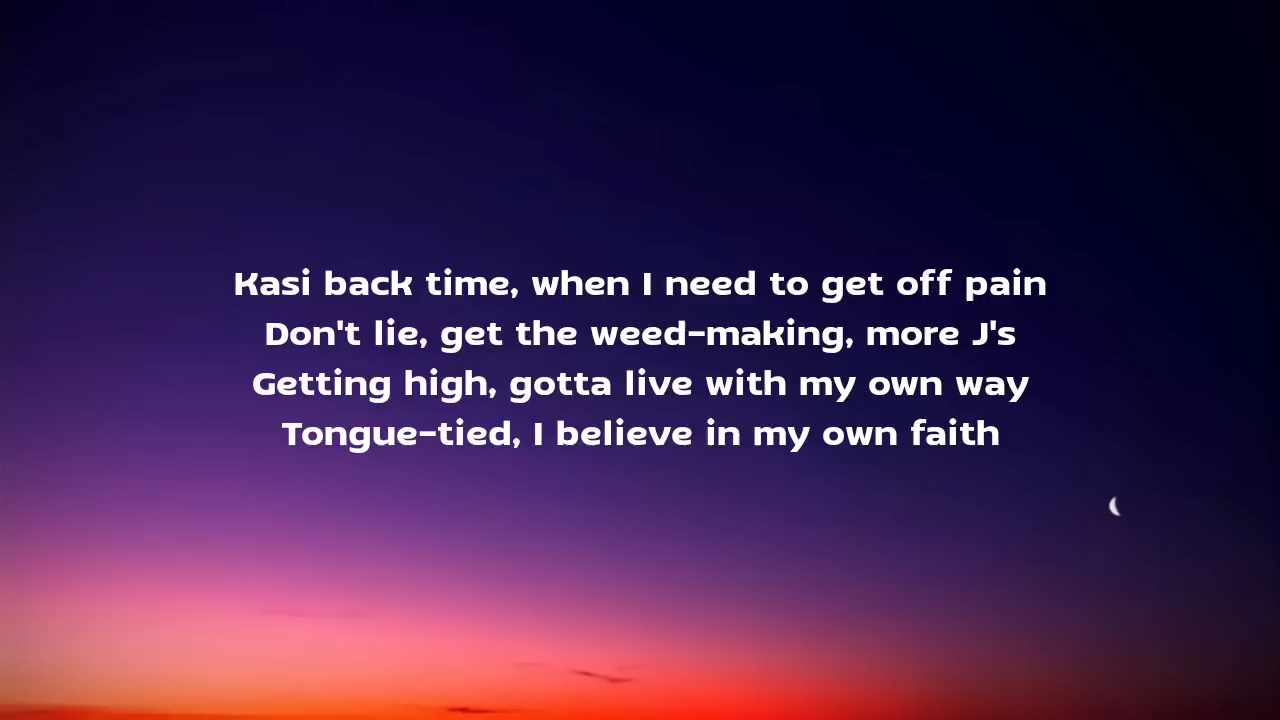 Kasi back time, when I need to get off pain
Don't lie, get the weed-making, more J's
Getting high, gotta live with my own way
Tongue-tied, I believe in my own faith